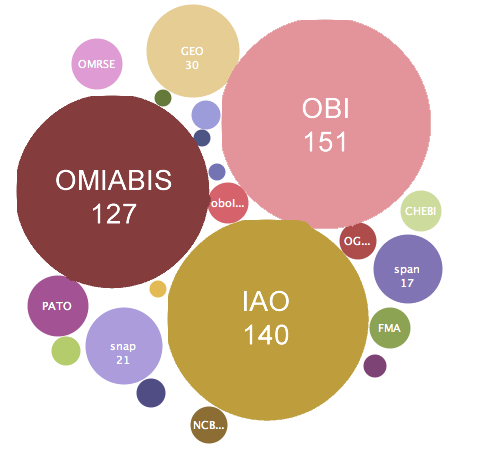 GEO
30
OMRSE
OBI
151
OMIABIS
127
obol...
CHEBI
OG...
span
17
PATO
IAO
140
snap
21
FMA
NCB...